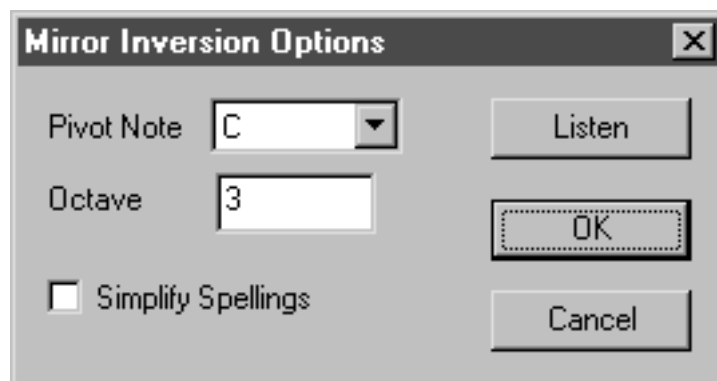 Mirror Inversion Options
Pivot Note C Listen
Octave 3
OK
Simplify Spellings
Cancel